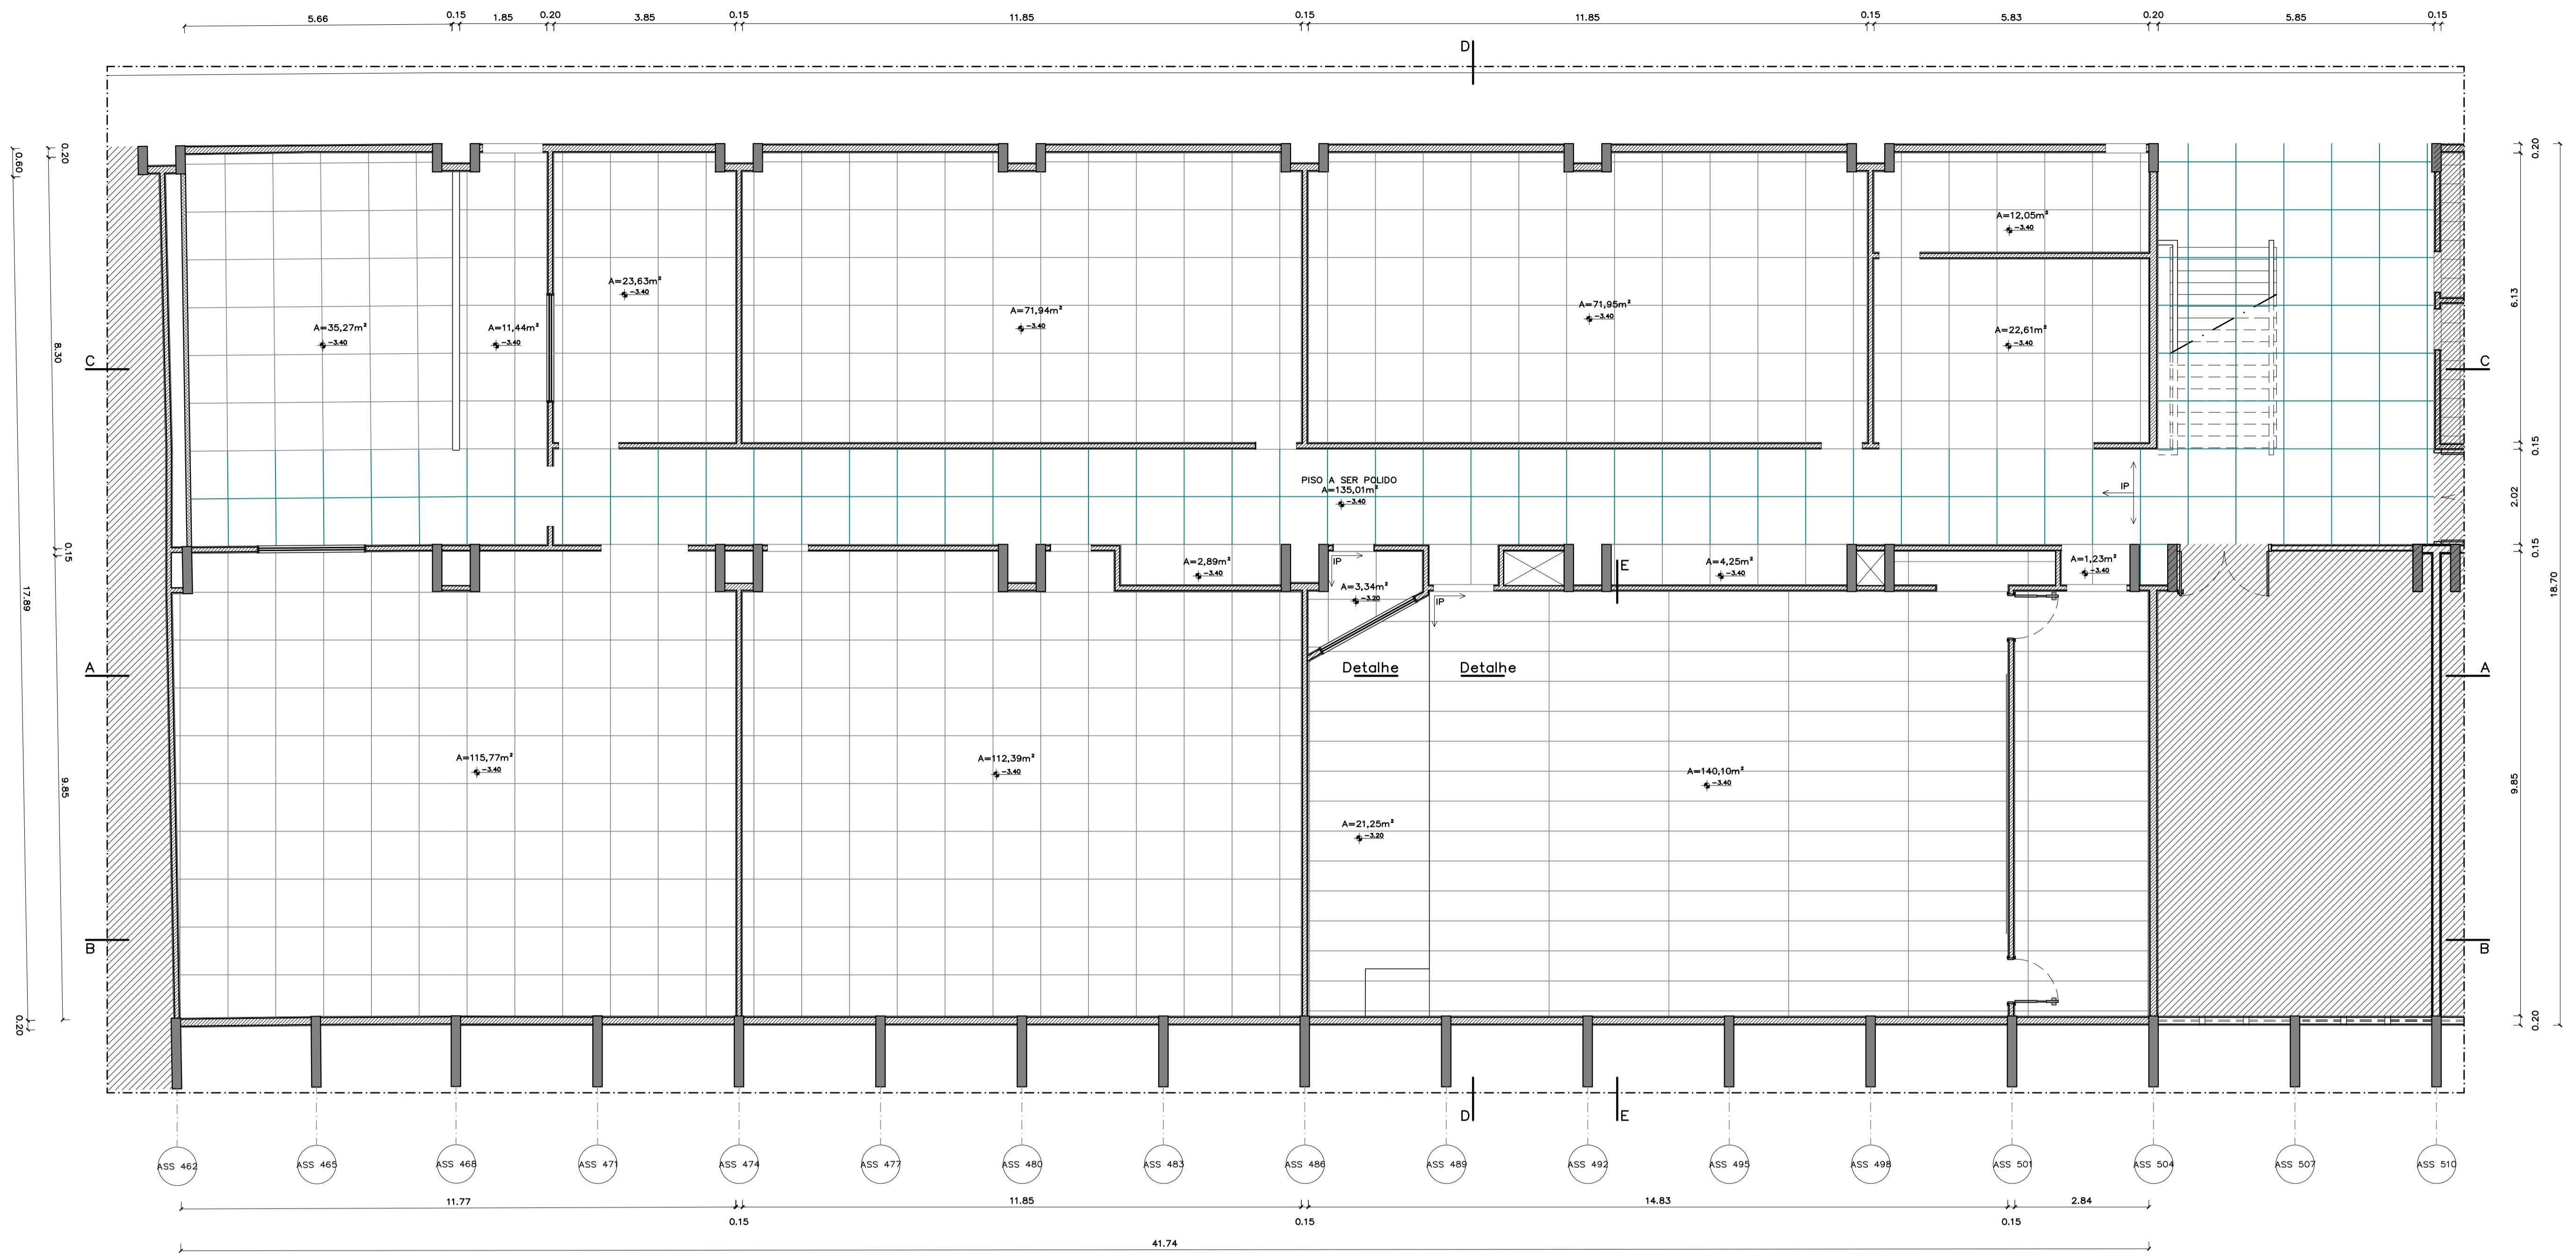 5.66
0.15
1.85
0.20
3.85
0.15
11.85
0.15
11.85
0.15
5.83
0.20
5.85
0.15
D
0.60
0.20
0.20
A=12,05m²
-3.40
A=23,63m²
-3.40
A=71,94m²
-3.40
A=71,95m²
-3.40
6.13
A=35,27m²
-3.40
A=11,44m²
-3.40
A=22,61m²
-3.40
8.30
C
C
0.15
PISO A SER POLIDO
A=135,01m²
-3.40
IP
2.02
0.15
0.15
A=2,89m²
-3.40
IP
E
A=4,25m²
-3.40
A=1,23m²
-3.40
A=3,34m²
-3.20
IP
17.89
18.70
A
Detalhe
Detalhe
A
A=115,77m²
-3.40
A=112,39m²
-3.40
A=140,10m²
-3.40
9.85
9.85
A=21,25m²
-3.20
B
B
0.20
0.20
D
E
ASS 462
ASS 465
ASS 468
ASS 471
ASS 474
ASS 477
ASS 480
ASS 483
ASS 486
ASS 489
ASS 492
ASS 495
ASS 498
ASS 501
ASS 504
ASS 507
ASS 510
11.77
11.85
14.83
2.84
0.15
0.15
0.15
41.74